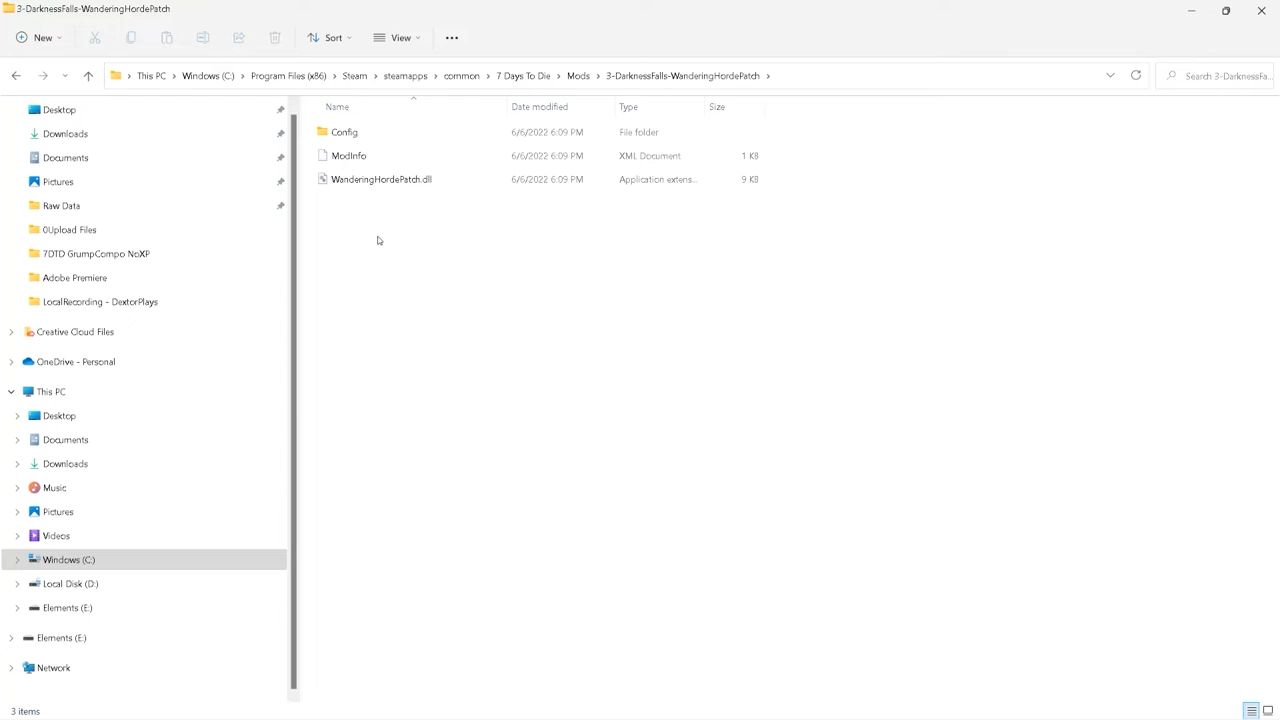 3-DarknessFalls-WanderingHordePatch
New Sort View
This PC Windows (C:) Program Files (x86) Steam steamapps common 7 Days To Die Mods 3-DarknessFalls-WanderingHordePatch Search 3-DarknessFa...
Name Date modified Type Size
Config 6/6/2022 6:09 PM File folder
ModInfo 6/6/2022 6:09 PM XML Document 1 KB
WanderingHordePatch.dll 6/6/2022 6:09 PM Application extens... 9 KB
Desktop
Downloads
Documents
Pictures
Raw Data
0Upload Files
7DTD GrumpCompo NoXP
Adobe Premiere
LocalRecording - DextorPlays
Creative Cloud Files
OneDrive - Personal
This PC
Desktop
Documents
Downloads
Music
Pictures
Videos
Windows (C:)
Local Disk (D:)
Elements (E:)
Elements (E:)
Network
3 items